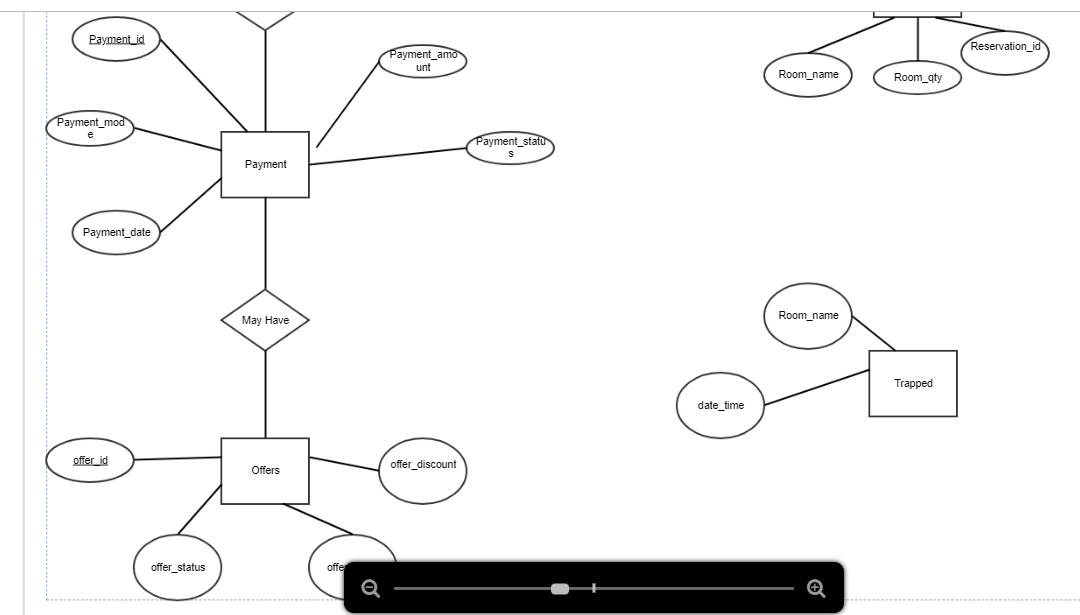 Payment_id
Payment_amo
unt
Room_name
Room_qty
Reservation_id
Payment_mod
e
Payment
Payment_statu
s
Payment_date
May Have
Room_name
Trapped
date_time
offer_id
Offers
offer_discount
offer_status